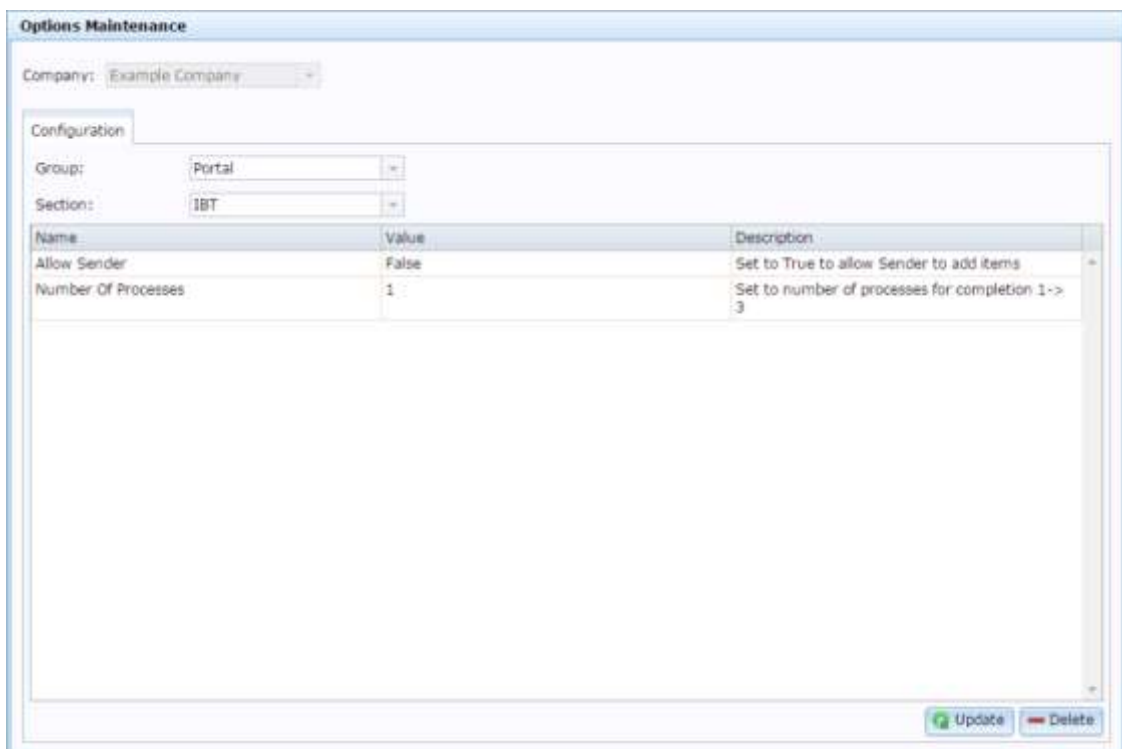 Options Maintenance
Company: Example Company
Configuration
Group: Portal
Section: IBT
Name Value Description
Allow Sender False Set to True to allow Sender to add items
Number Of Processes 1 Set to number of processes for completion 1->
3
Update Delete